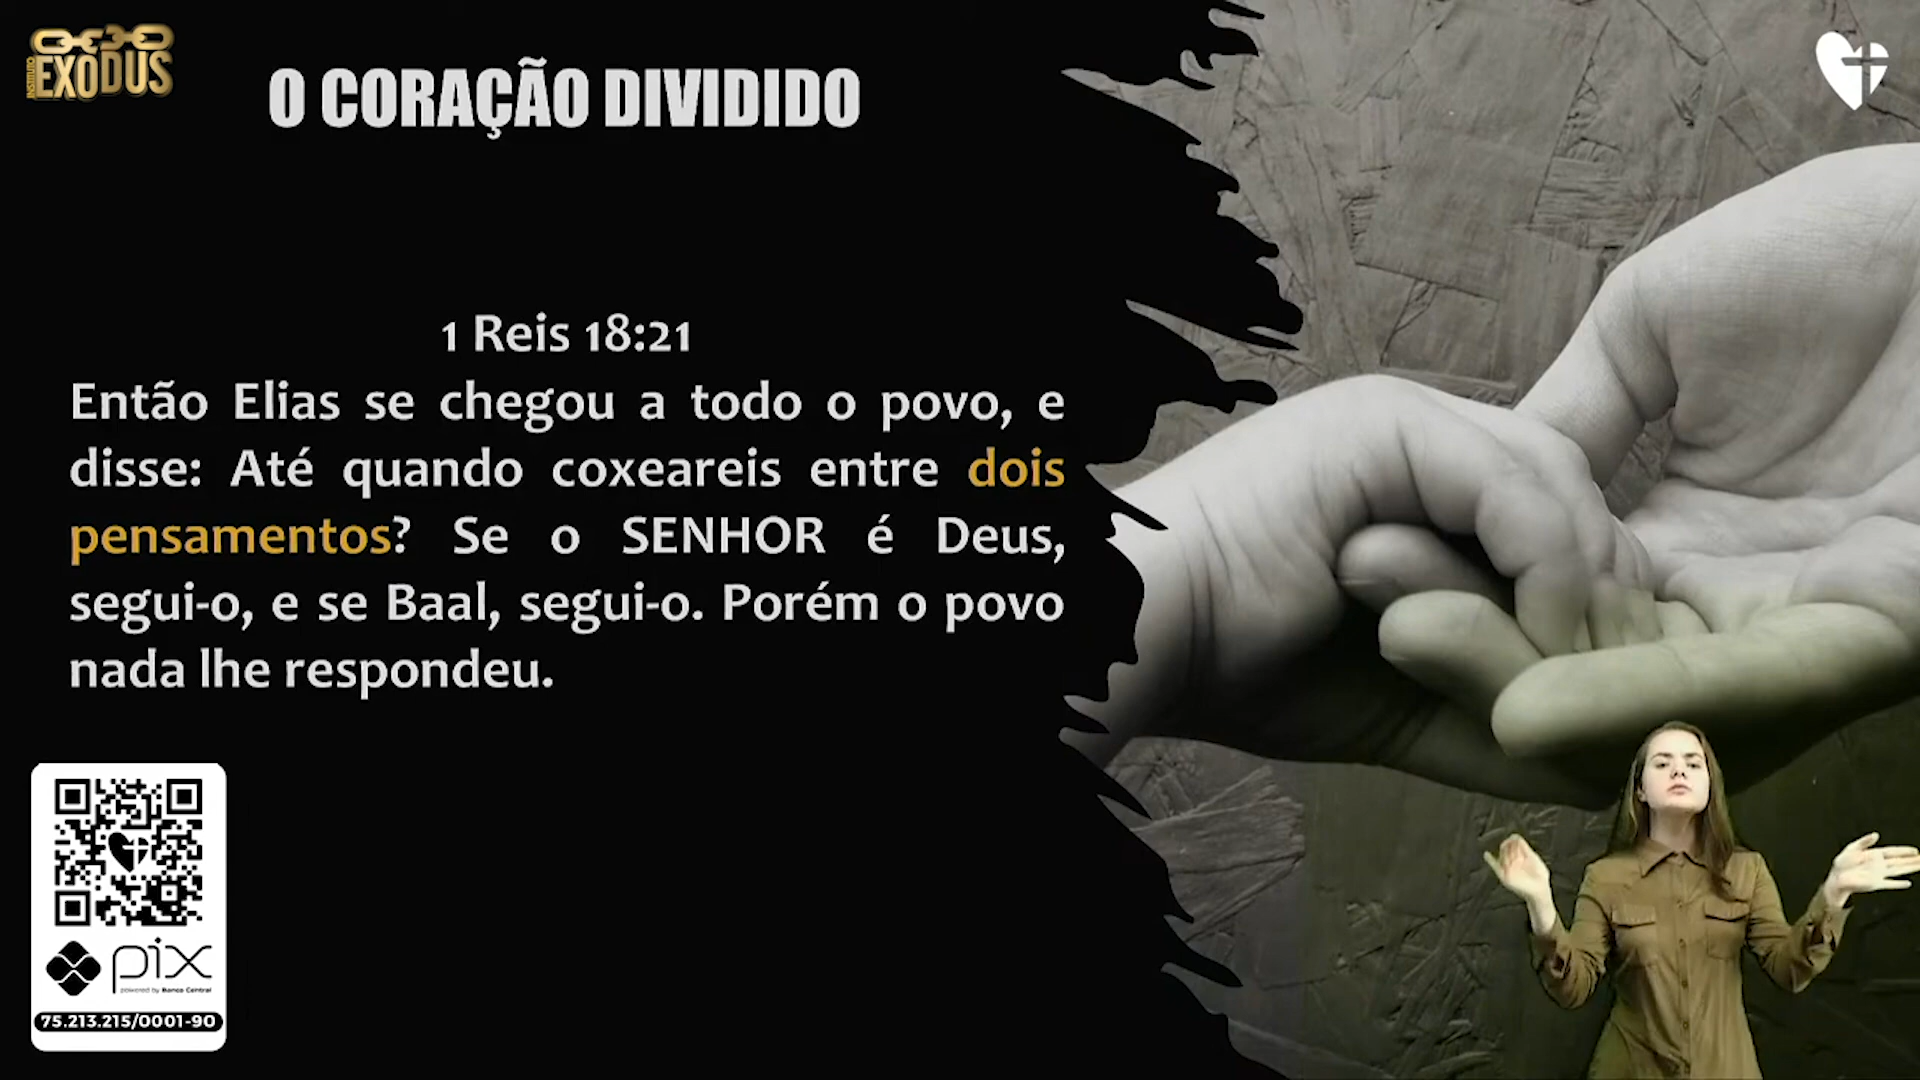 INSTITUTO
EXODUS
O CORAÇÃO DIVIDIDO
1 Reis 18:21
Então Elias se chegou a todo o povo, e
disse: Até quando coxeareis entre dois
pensamentos? Se o SENHOR é Deus,
segui-o, e se Baal, segui-o. Porém o povo
nada lhe respondeu.
pix
powered by Banco Central
75.213.215/0001-90